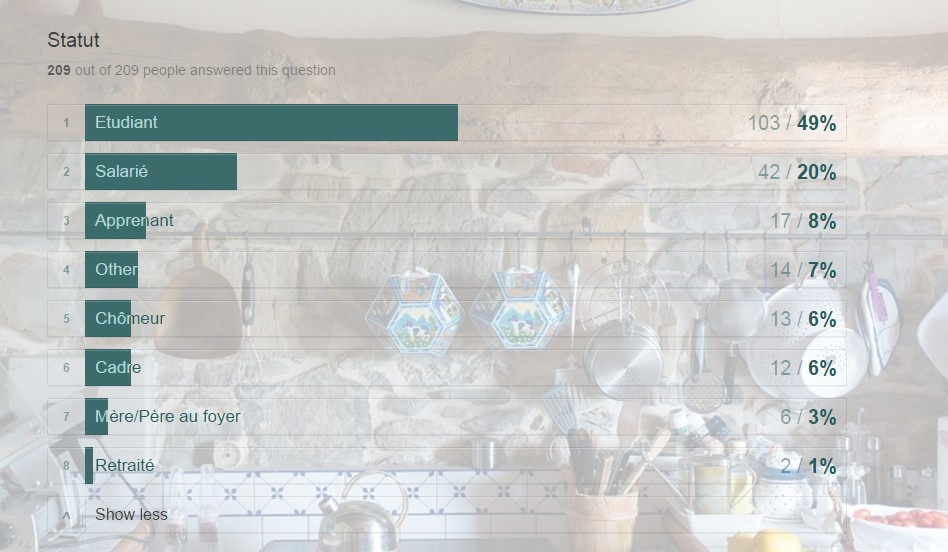 Statut
209 out of 209 people answered this question
1 Etudiant 103 / 49%
2 Salarié 42 / 20%
3 Apprenant 17 / 8%
4 Other 14 / 7%
5 Chômeur 13 / 6%
6 Cadre 12 / 6%
7 Mère/Père au foyer 6 / 3%
8 Retraité 2 / 1%
Show less